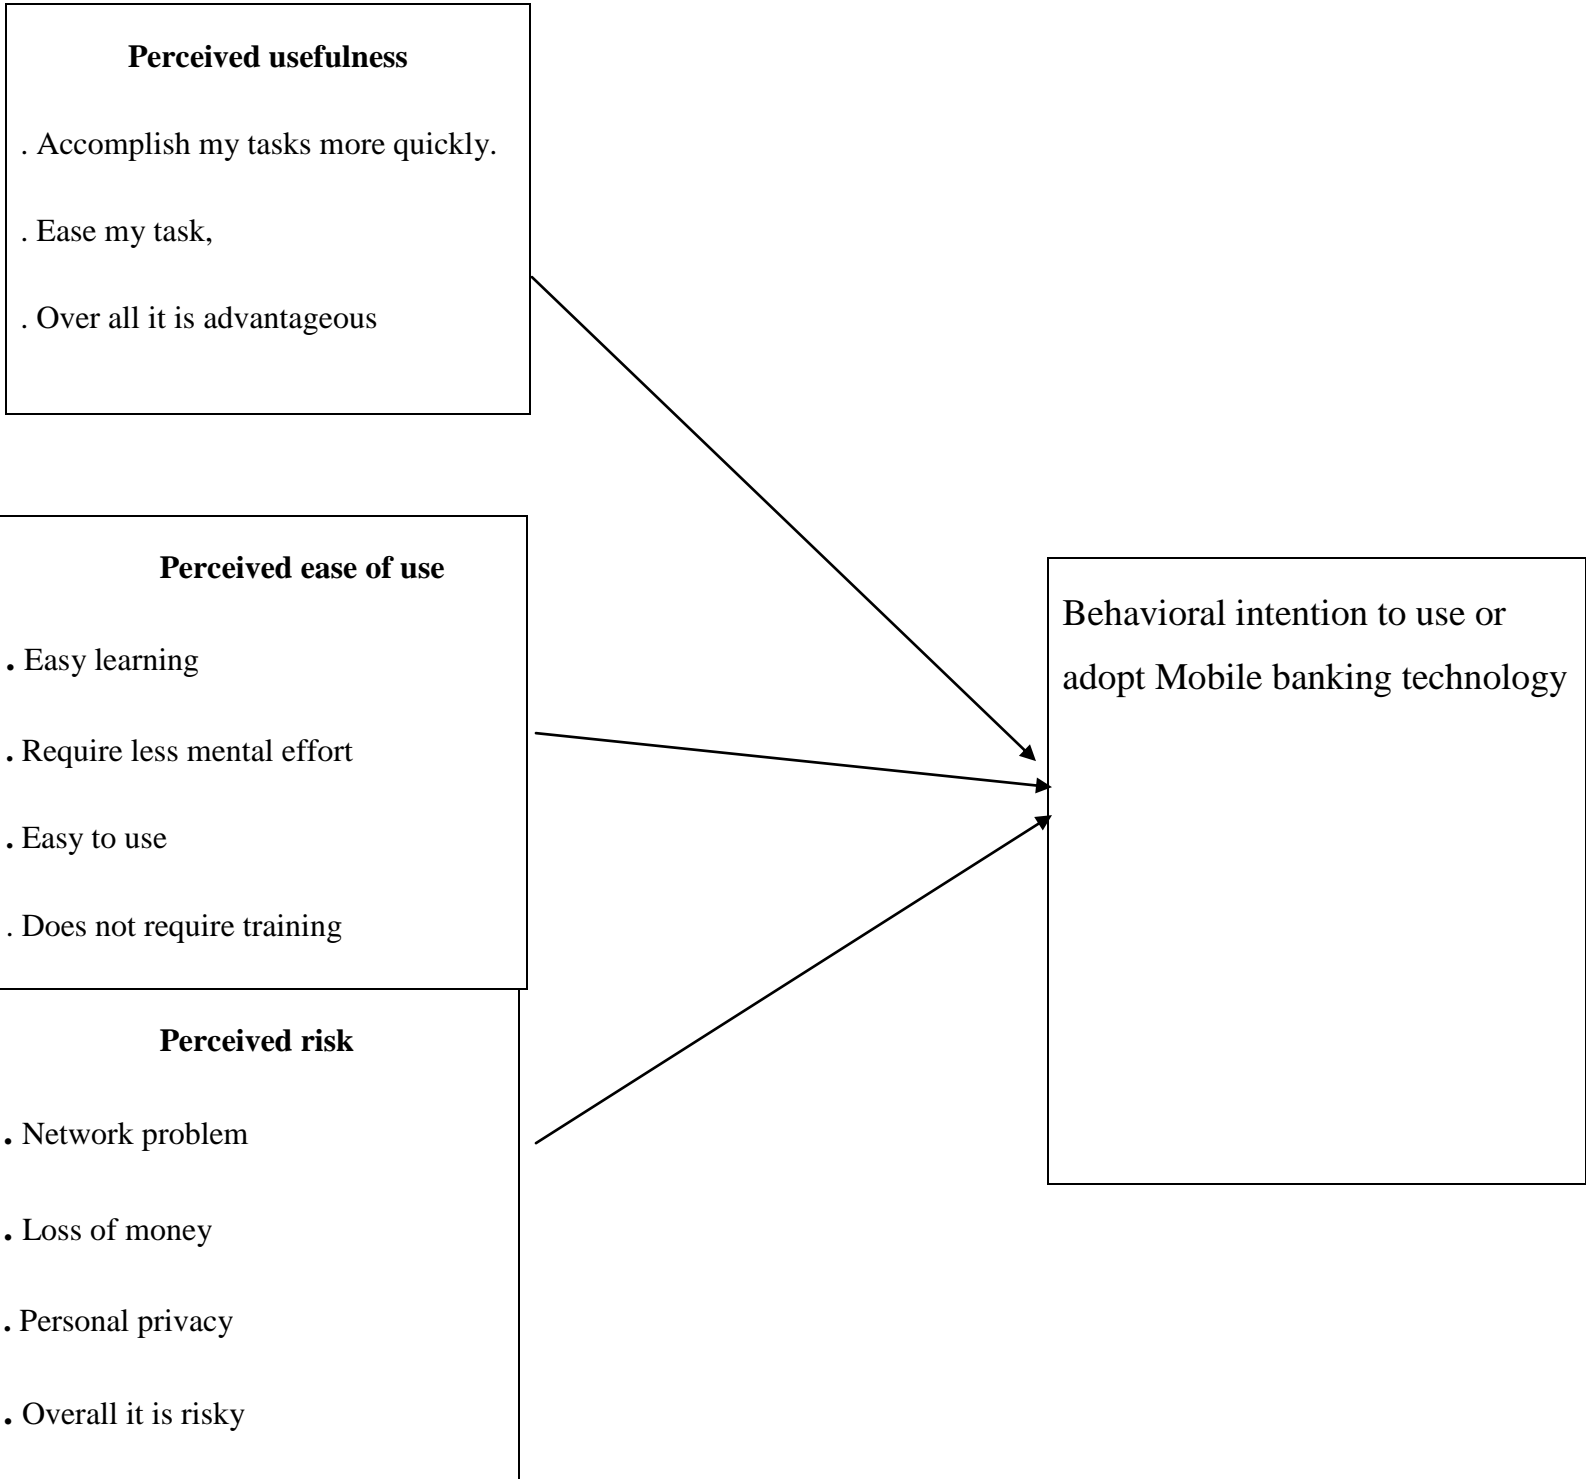 Perceived usefulness
. Accomplish my tasks more quickly.
. Ease my task,
. Over all it is advantageous
Perceived ease of use
. Easy learning
. Require less mental effort
. Easy to use
. Does not require training
Perceived risk
. Network problem
. Loss of money
. Personal privacy
. Overall it is risky
Behavioral intention to use or
adopt Mobile banking technology